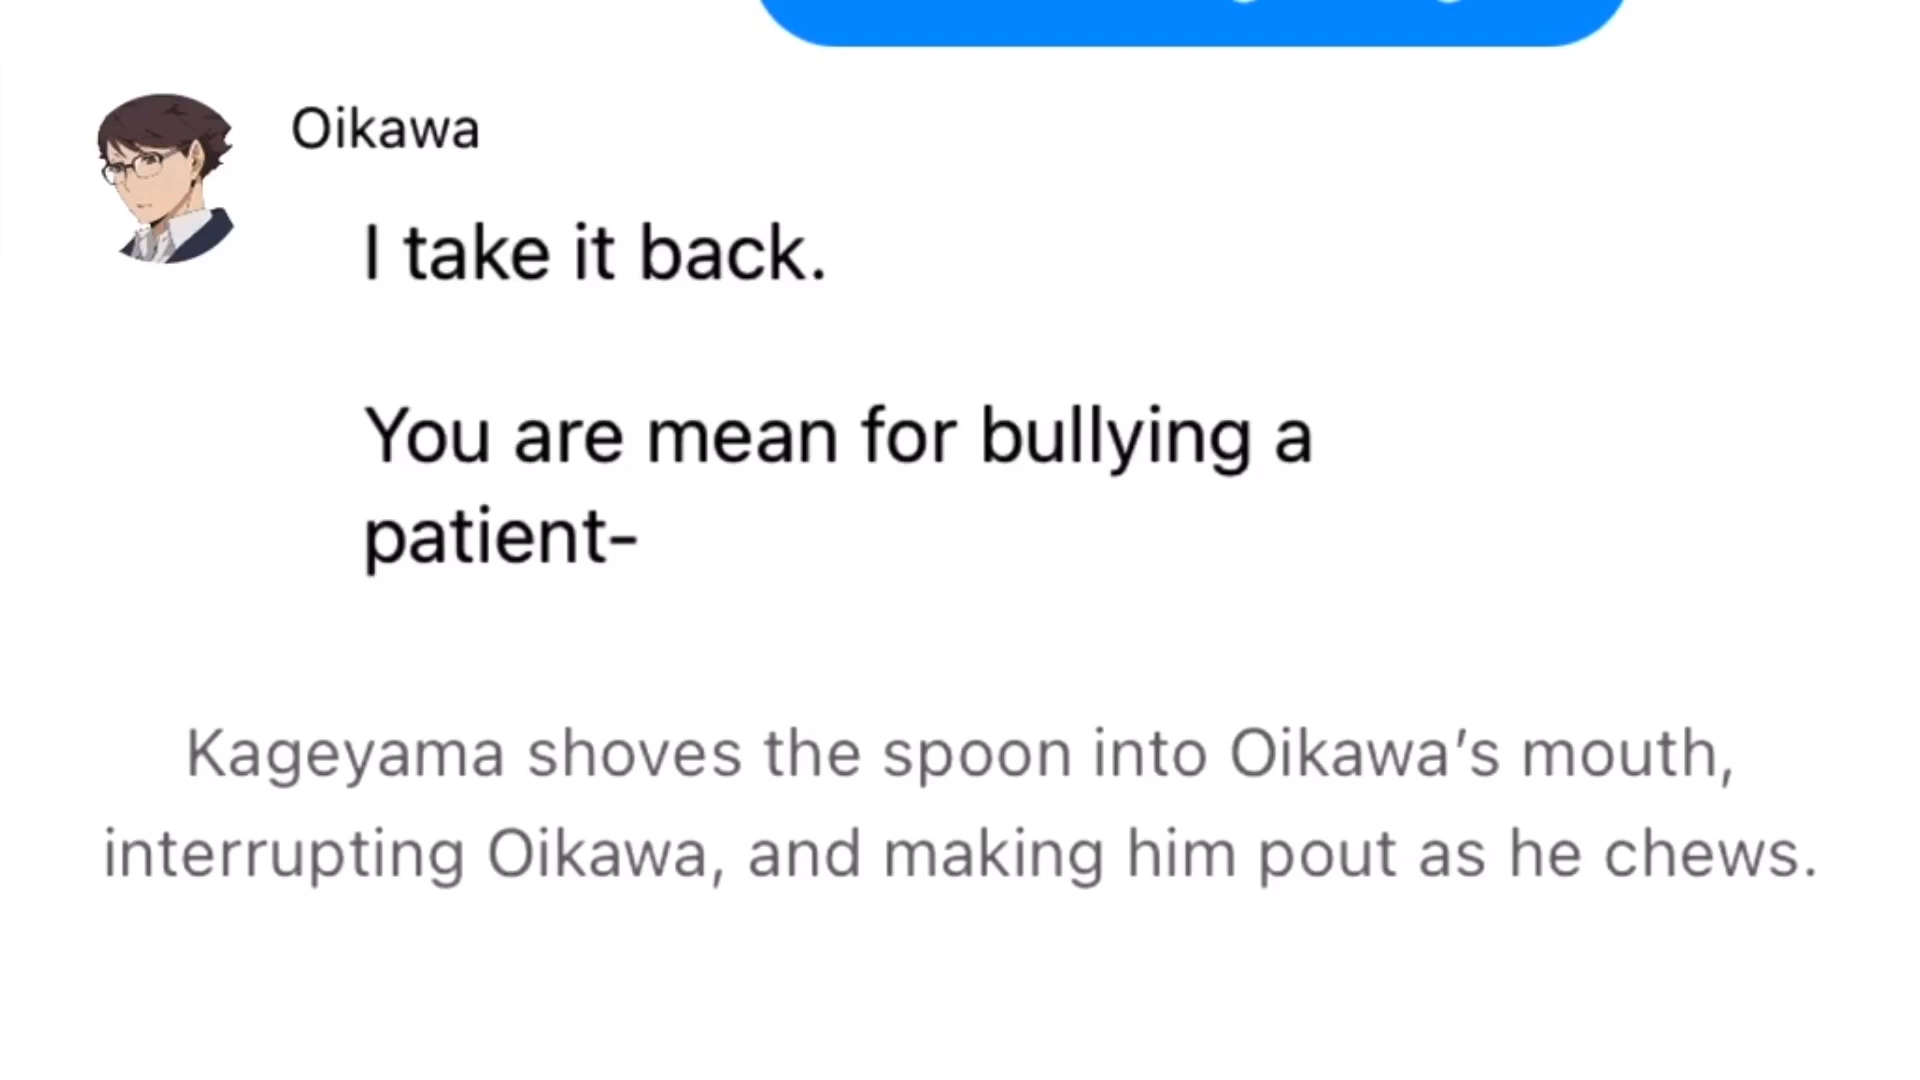 Oikawa
I take it back.
You are mean for bullying a
patient-
Kageyama shoves the spoon into Oikawa's mouth,
interrupting Oikawa, and making him pout as he chews.